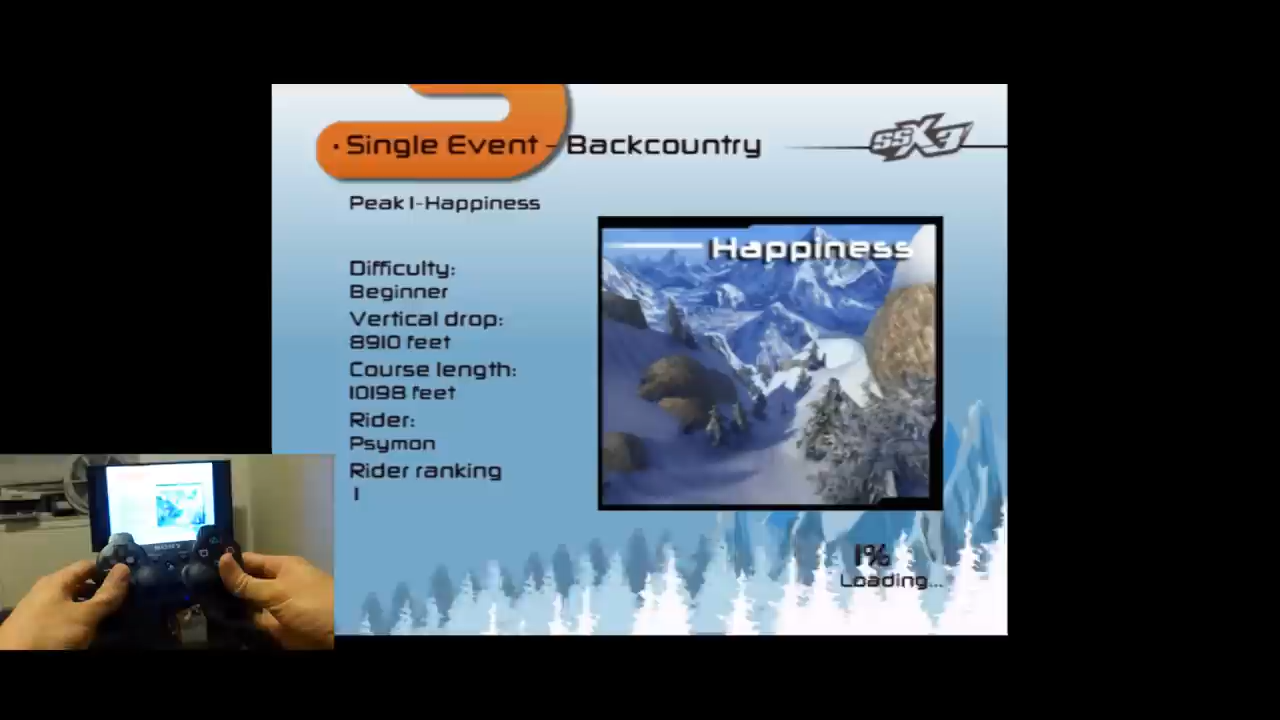 • Single Event - Backcountry
SSX3
Peak 1-Happiness
Happiness
Difficulty:
Beginner
Vertical drop:
8910 feet
Course length:
10198 feet
Rider:
Psymon
Rider ranking
1
1%
Loading...
SONY